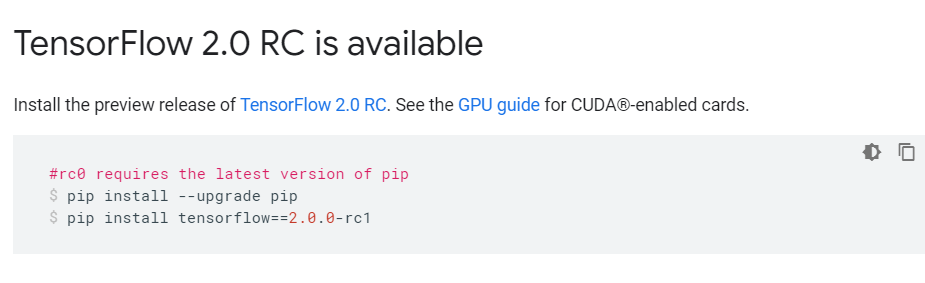 TensorFlow 2.0 RC is available
Install the preview release of TensorFlow 2.0 RC. See the GPU guide for CUDA®-enabled cards.
#rc0 requires the latest version of pip
$ pip install --upgrade pip
$ pip install tensorflow==2.0.0-rc1